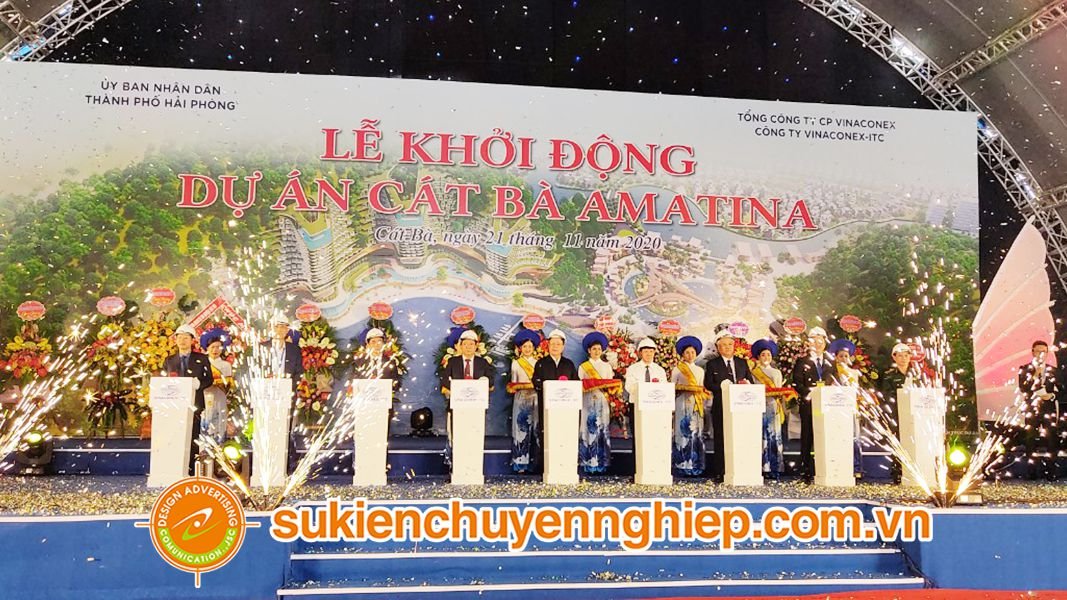 ỦY BAN NHÂN DÂN
THÀNH PHỐ HẢI PHÒNG
TỔNG CÔNG TY CP VINACONEX
CÔNG TY VINACONEX-ITC
LỄ KHỞI ĐỘNG
DỰ ÁN CÁT BÀ AMATINA
Cát Bà, ngày 21 tháng 11 năm 2020
DESIGN ADVERTISING
COMUNICATION.,JSC
sukienchuyennghiep.com.vn